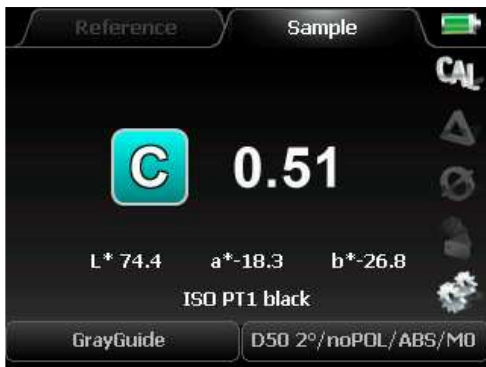 Reference Sample
CAL
C 0.51
L* 74.4 a*-18.3 b*-26.8
ISO PT1 black
GrayGuide D50 2°/noPOL/ABS/M0